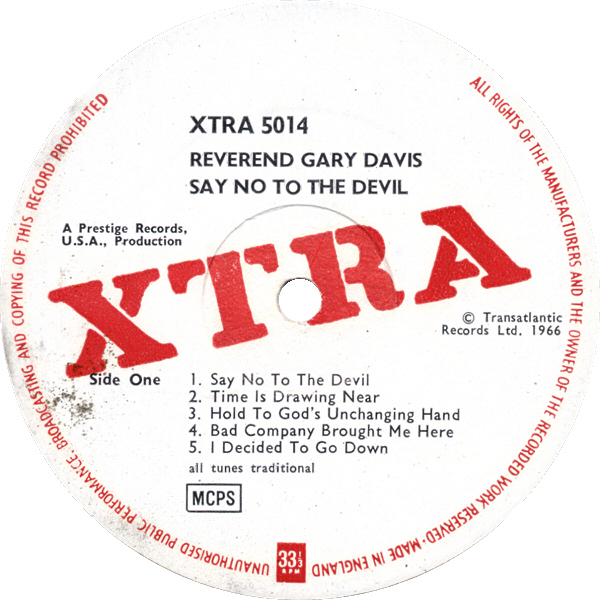 XTRA 5014
REVEREND GARY DAVIS
SAY NO TO THE DEVIL
A Prestige Records,
U.S.A., Production
XTRA
© Transatlantic
Records Ltd. 1966
Side One
1. Say No To The Devil
2. Time Is Drawing Near
3. Hold To God's Unchanging Hand
4. Bad Company Brought Me Here
5. I Decided To Go Down
all tunes traditional
MCPS
33⅓
RPM
ALL RIGHTS OF THE MANUFACTURERS AND THE OWNER OF THE RECORDED WORK RESERVED · MADE IN ENGLAND
UNAUTHORISED PUBLIC PERFORMANCE, BROADCASTING AND COPYING OF THIS RECORD PROHIBITED